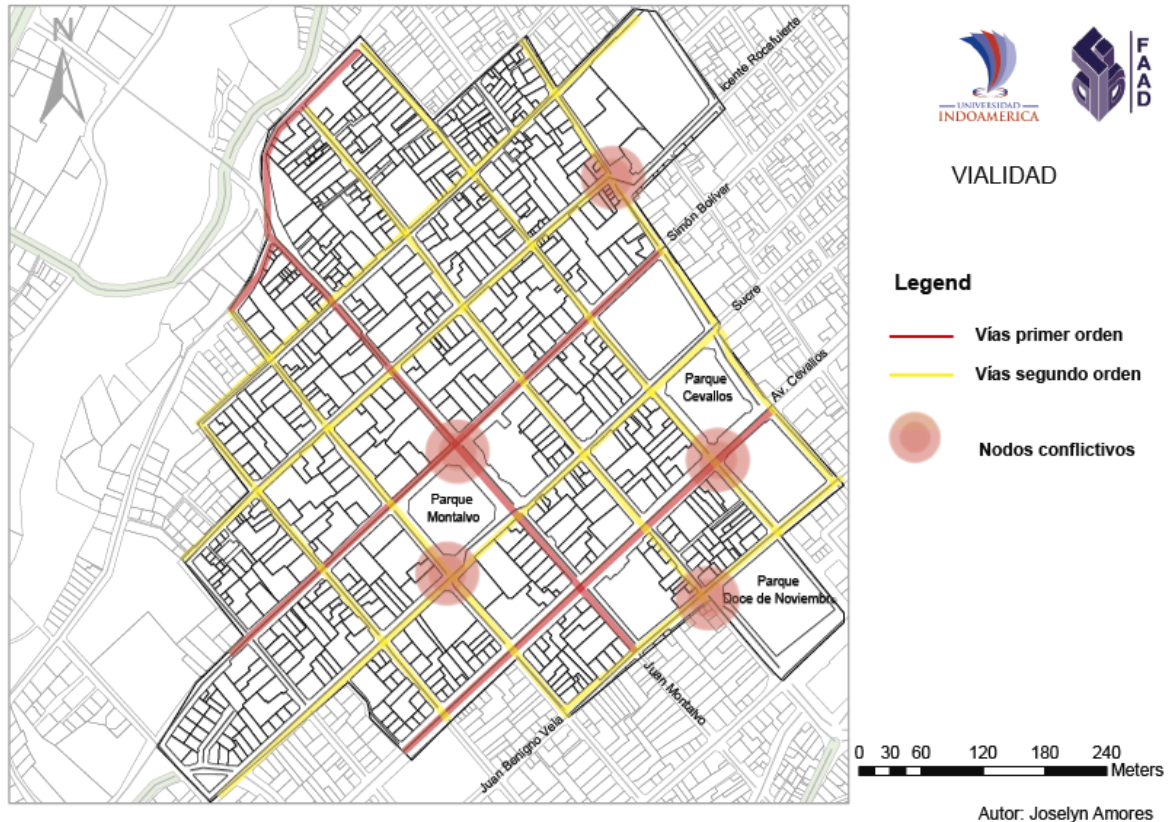 N
icente Rocafuierte
Simón Bolívar
Sucre
Av. Cevallos
Parque
Cevallos
Parque
Montalvo
Parque
Doce de Noviembre
Juan Montalvo
Juan Benigno Vela
UNIVERSIDAD
INDOAMERICA
FAAD
VIALIDAD
Legend
Vías primer orden
Vías segundo orden
Nodos conflictivos
0 30 60 120 180 240
Meters
Autor: Joselyn Amores